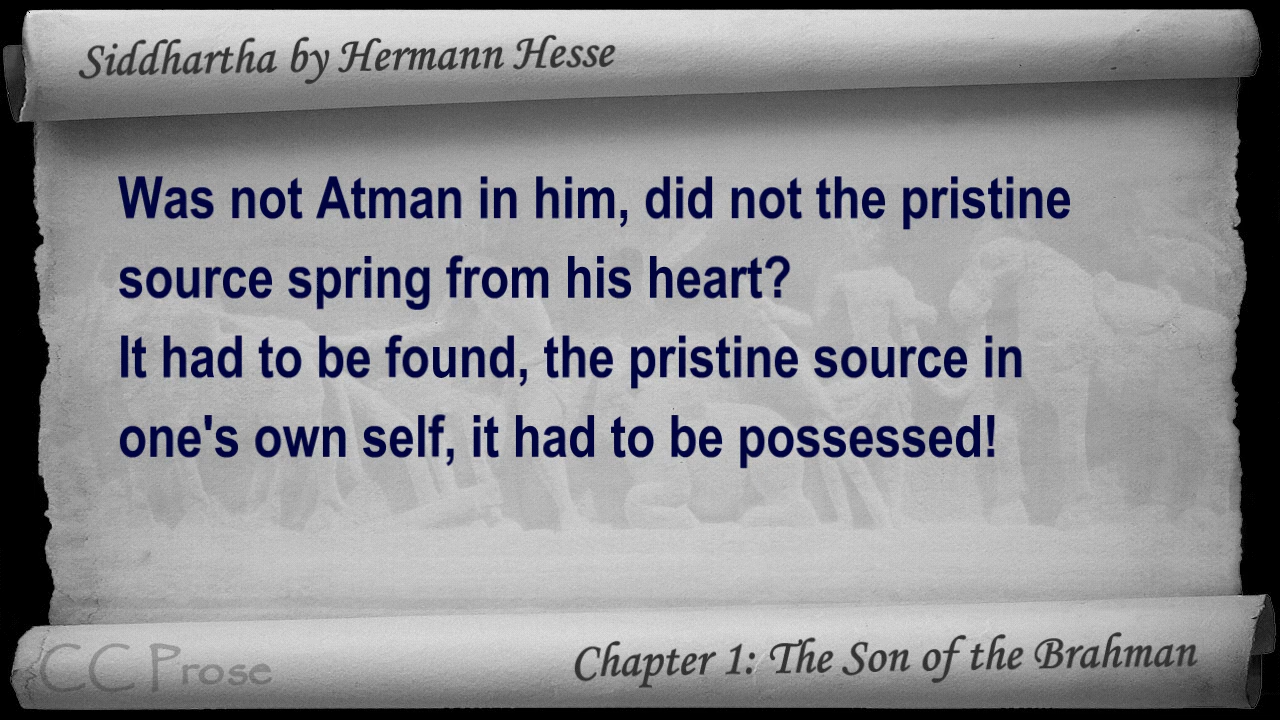 Siddhartha by Hermann Hesse
Was not Atman in him, did not the pristine
source spring from his heart?
It had to be found, the pristine source in
one's own self, it had to be possessed!
CC Prose
Chapter 1: The Son of the Brahman